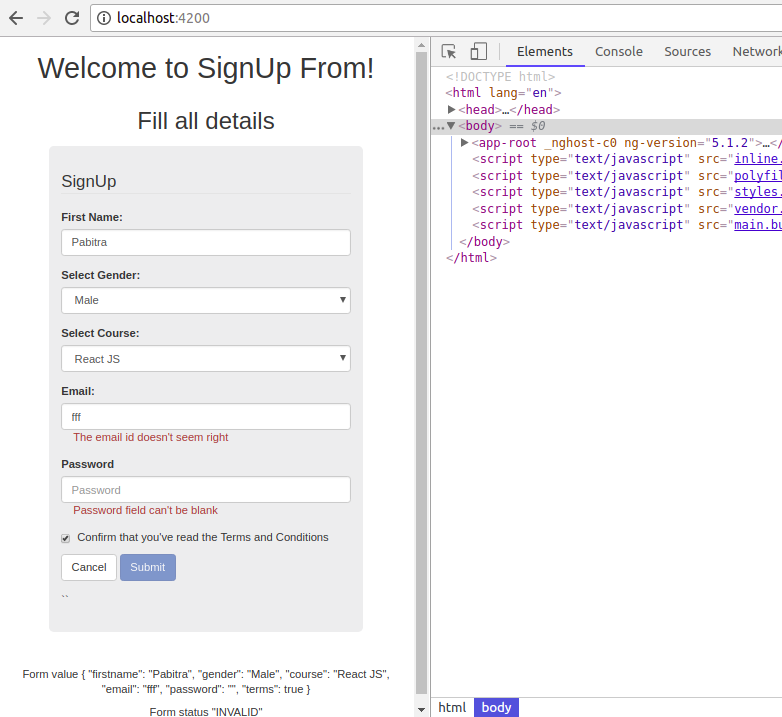 localhost:4200
Welcome to SignUp From!
Fill all details
SignUp
First Name:
Pabitra
Select Gender:
Male
Select Course:
React JS
Email:
fff
The email id doesn't seem right
Password
Password
Password field can't be blank
Confirm that you've read the Terms and Conditions
Cancel Submit
``
Form value { "firstname": "Pabitra", "gender": "Male", "course": "React JS",
"email": "fff", "password": "", "terms": true }
Form status "INVALID"
Elements Console Sources Network
<!DOCTYPE html>
<html lang="en">
<head>…</head>
…<body> == $0
<app-root _nghost-c0 ng-version="5.1.2">…</
<script type="text/javascript" src="inline.
<script type="text/javascript" src="polyfil
<script type="text/javascript" src="styles.
<script type="text/javascript" src="vendor.
<script type="text/javascript" src="main.bu
</body>
</html>
html body